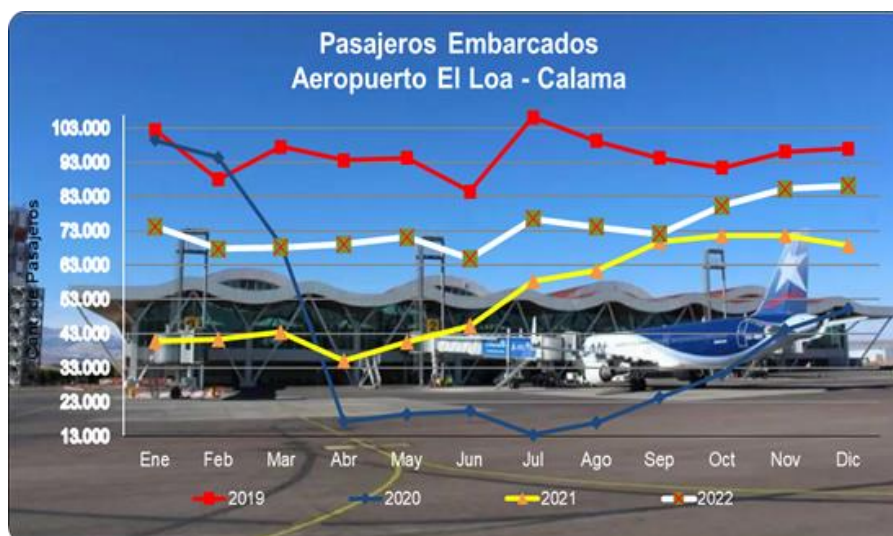 Pasajeros Embarcados
Aeropuerto El Loa - Calama
103.000
93.000
83.000
73.000
63.000
53.000
43.000
33.000
23.000
13.000
Cant. de Pasajeros
Ene Feb Mar Abr May Jun Jul Ago Sep Oct Nov Dic
2019 2020 2021 2022